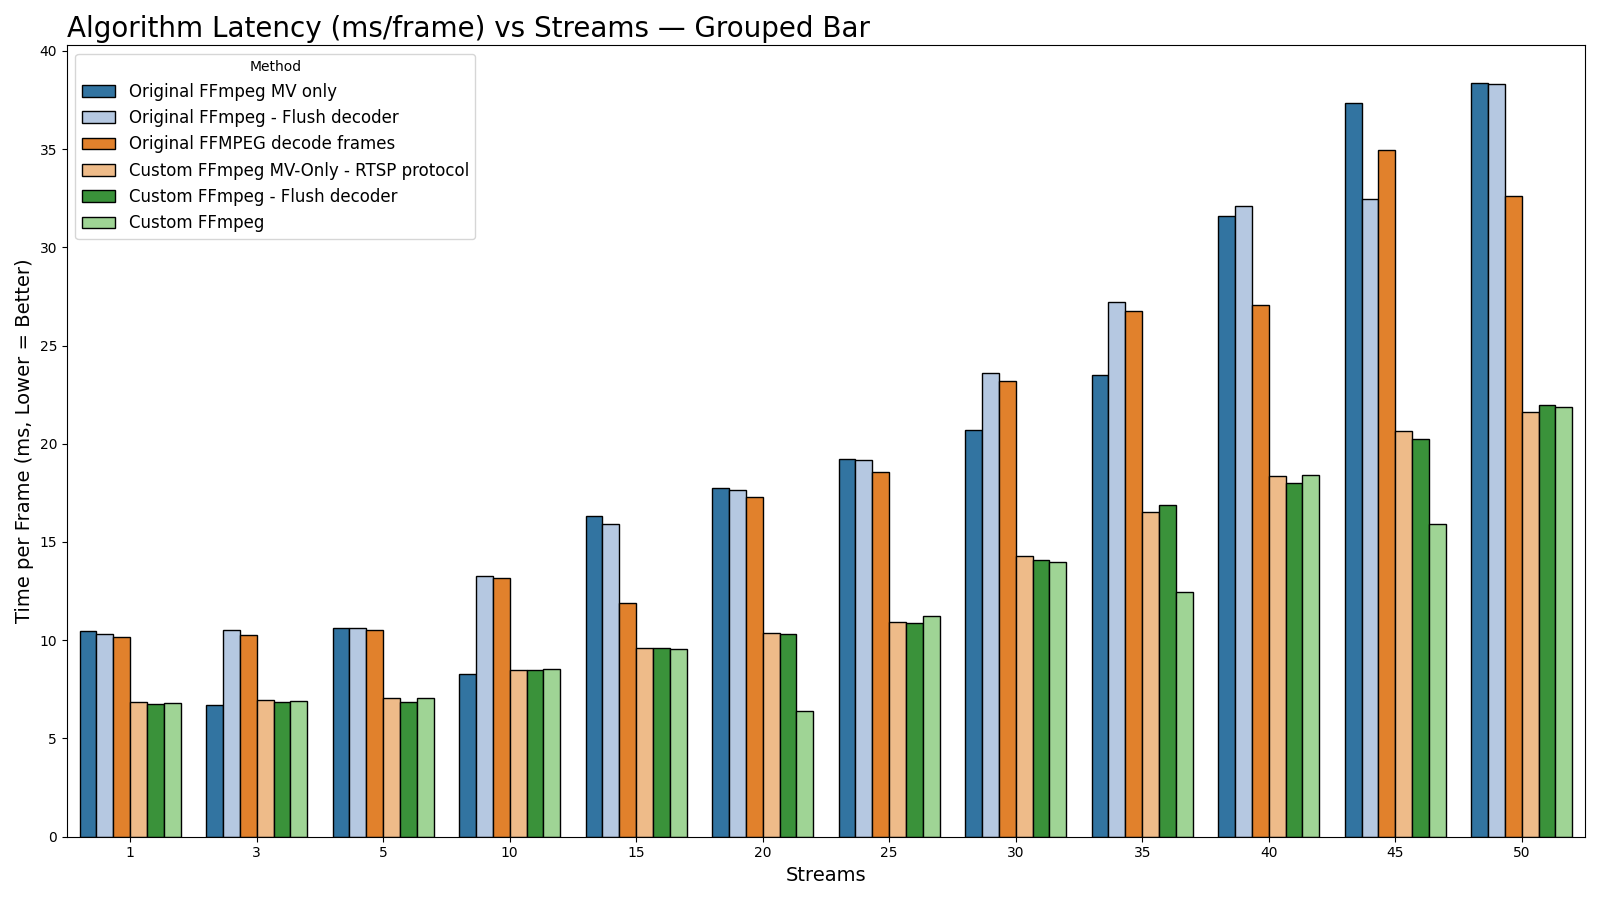 Algorithm Latency (ms/frame) vs Streams — Grouped Bar
Method
Original FFmpeg MV only
Original FFmpeg - Flush decoder
Original FFMPEG decode frames
Custom FFmpeg MV-Only - RTSP protocol
Custom FFmpeg - Flush decoder
Custom FFmpeg
Time per Frame (ms, Lower = Better)
40
35
30
25
20
15
10
5
0
1 3 5 10 15 20 25 30 35 40 45 50
Streams